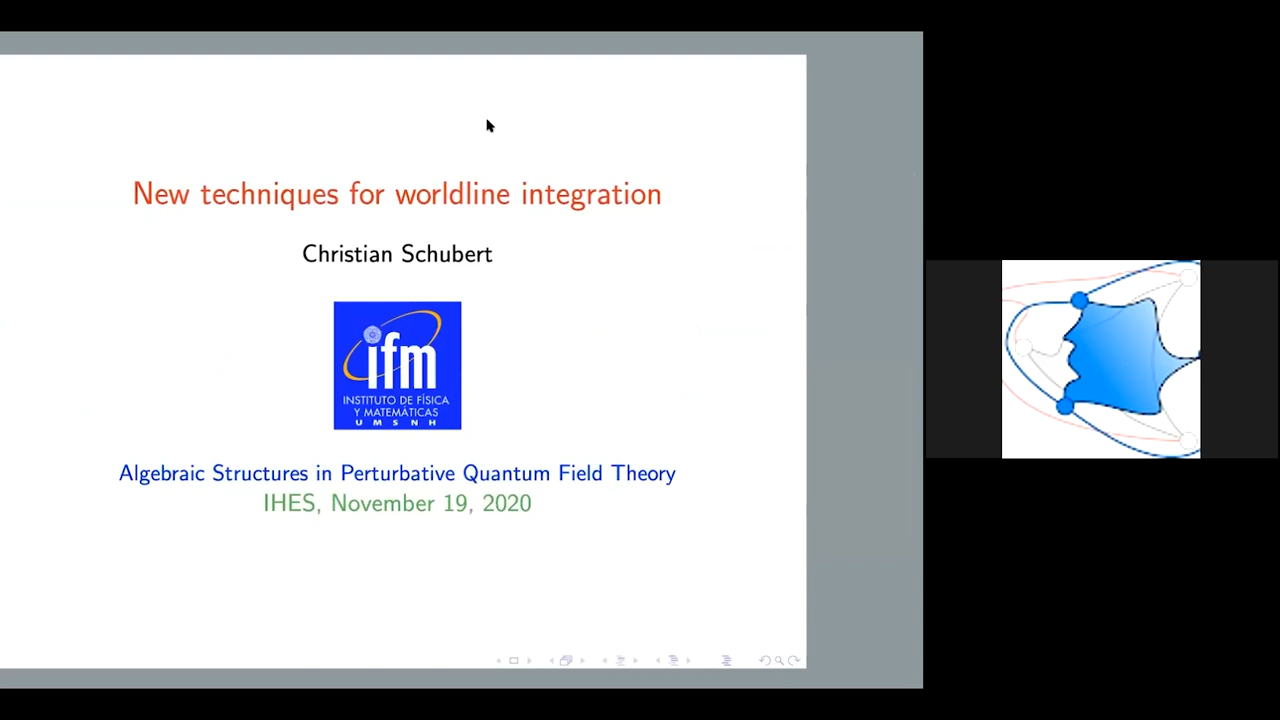 New techniques for worldline integration
Christian Schubert
ifm
INSTITUTO DE FÍSICA
Y MATEMÁTICAS
U M S N H
Algebraic Structures in Perturbative Quantum Field Theory
IHES, November 19, 2020